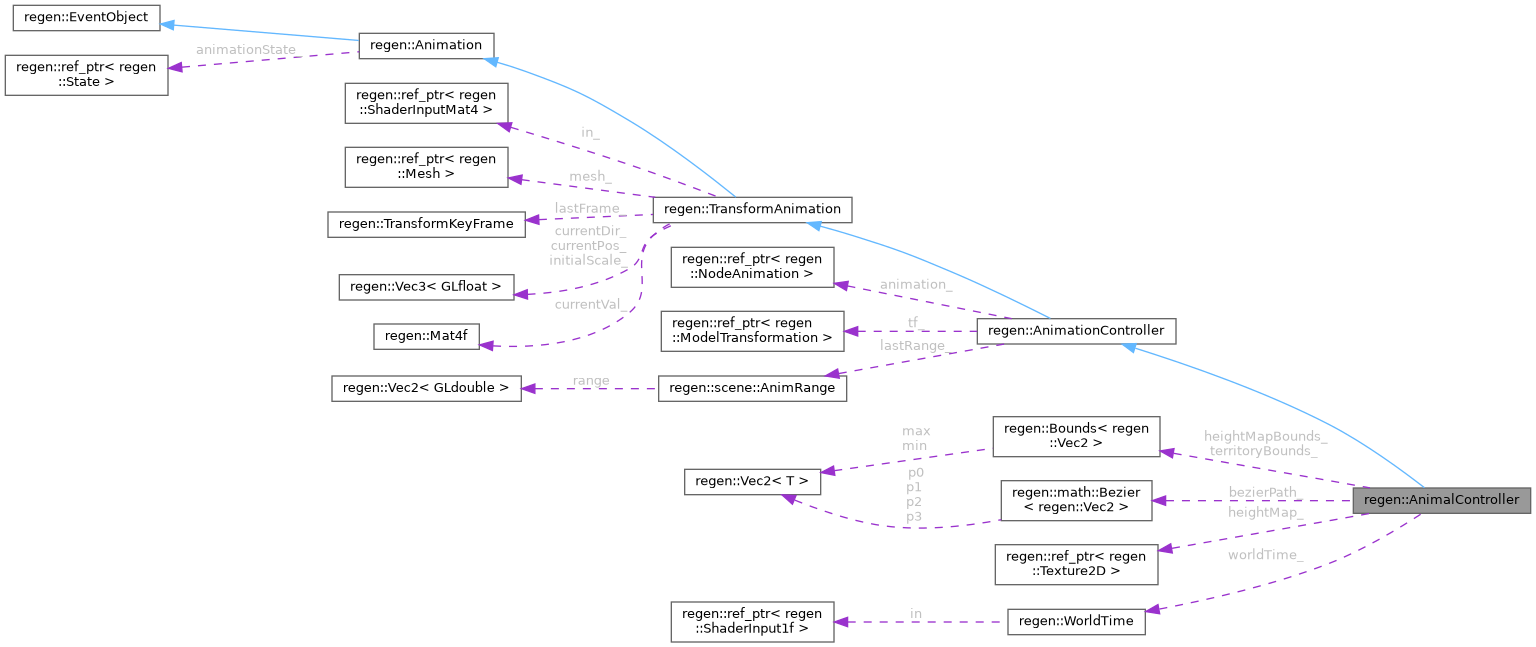 regen::EventObject
regen::Animation
animationState
regen::ref_ptr< regen
::State >
regen::ref_ptr< regen
::ShaderInputMat4 >
in_
regen::ref_ptr< regen
::Mesh >
mesh_
regen::TransformAnimation
lastFrame_
regen::TransformKeyFrame
currentDir_
currentPos_
initialScale_
regen::ref_ptr< regen
::NodeAnimation >
animation_
regen::Vec3< GLfloat >
currentVal_
regen::ref_ptr< regen
::ModelTransformation >
tf_
regen::AnimationController
regen::Mat4f
lastRange_
regen::Vec2< GLdouble >
range
regen::scene::AnimRange
regen::Bounds< regen
::Vec2 >
heightMapBounds_
territoryBounds_
max
min
regen::Vec2< T >
p0
p1
p2
p3
regen::math::Bezier
< regen::Vec2 >
bezierPath_
regen::AnimalController
heightMap_
regen::ref_ptr< regen
::Texture2D >
worldTime_
regen::ref_ptr< regen
::ShaderInput1f >
in
regen::WorldTime